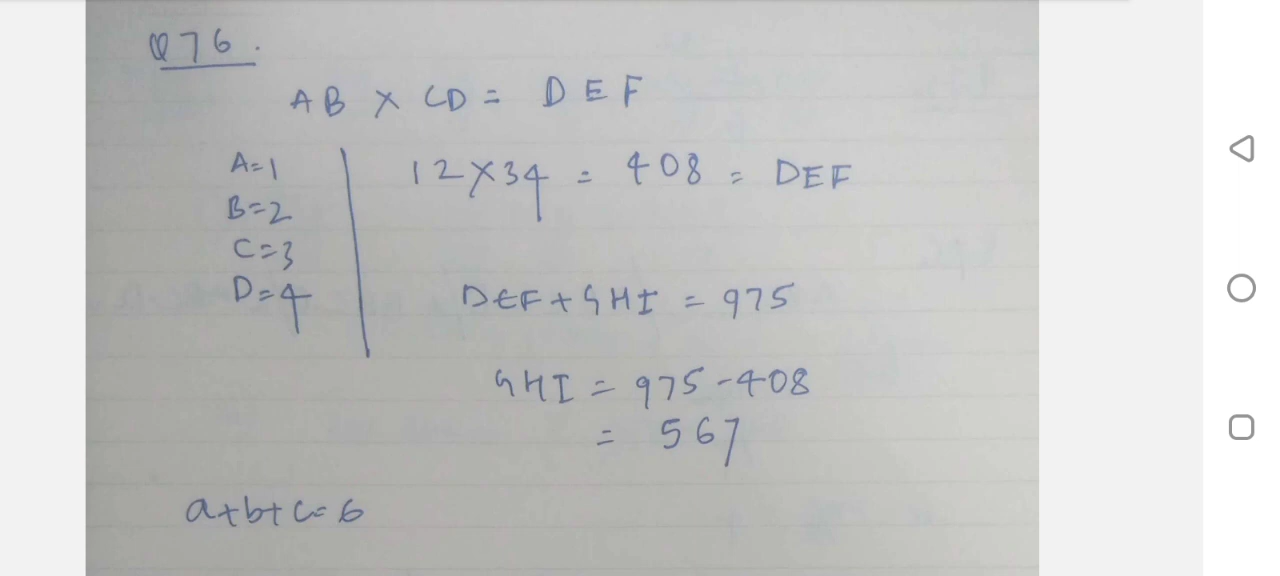 Q76.
AB × CD = DEF
A=1
B=2
C=3
D=4
12×34 = 408 = DEF
DEF+GHI = 975
GHI = 975-408
= 567
a+b+c=6